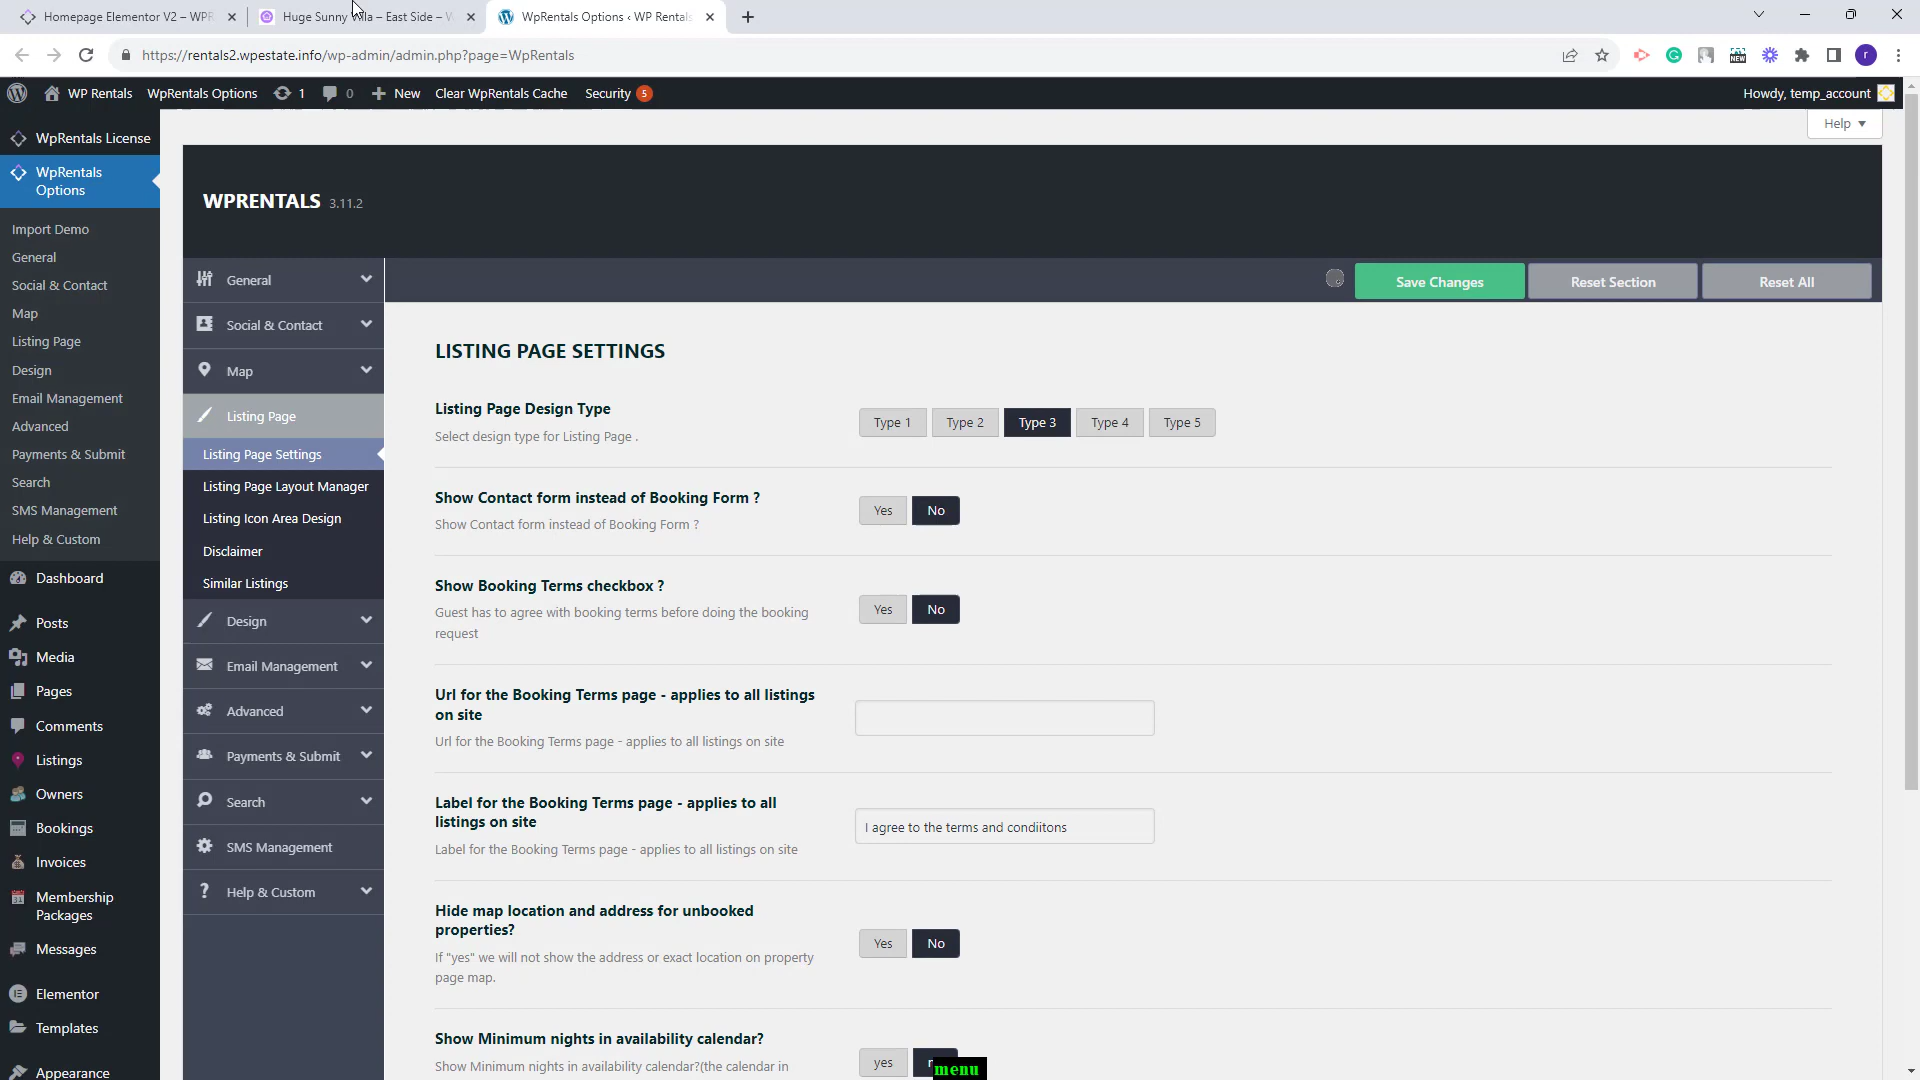 Homepage Elementor V2 – WPR
Huge Sunny Villa – East Side – W
WpRentals Options ‹ WP Rentals
https://rentals2.wpestate.info/wp-admin/admin.php?page=WpRentals
NEW
r
WP Rentals
WpRentals Options
1
0
New
Clear WpRentals Cache
Security
5
Howdy, temp_account
Help
WpRentals License
WpRentals
Options
Import Demo
General
Social & Contact
Map
Listing Page
Design
Email Management
Advanced
Payments & Submit
Search
SMS Management
Help & Custom
Dashboard
Posts
Media
Pages
Comments
Listings
Owners
Bookings
Invoices
Membership
Packages
Messages
Elementor
Templates
Appearance
WPRENTALS 3.11.2
General
Social & Contact
Map
Listing Page
Listing Page Settings
Listing Page Layout Manager
Listing Icon Area Design
Disclaimer
Similar Listings
Design
Email Management
Advanced
Payments & Submit
Search
SMS Management
Help & Custom
Save Changes
Reset Section
Reset All
LISTING PAGE SETTINGS
Listing Page Design Type
Select design type for Listing Page .
Type 1 Type 2 Type 3 Type 4 Type 5
Show Contact form instead of Booking Form ?
Show Contact form instead of Booking Form ?
Yes No
Show Booking Terms checkbox ?
Guest has to agree with booking terms before doing the booking
request
Yes No
Url for the Booking Terms page - applies to all listings
on site
Url for the Booking Terms page - applies to all listings on site
Label for the Booking Terms page - applies to all
listings on site
Label for the Booking Terms page - applies to all listings on site
I agree to the terms and condiitons
Hide map location and address for unbooked
properties?
If "yes" we will not show the address or exact location on property
page map.
Yes No
Show Minimum nights in availability calendar?
Show Minimum nights in availability calendar?(the calendar in
yes
menu